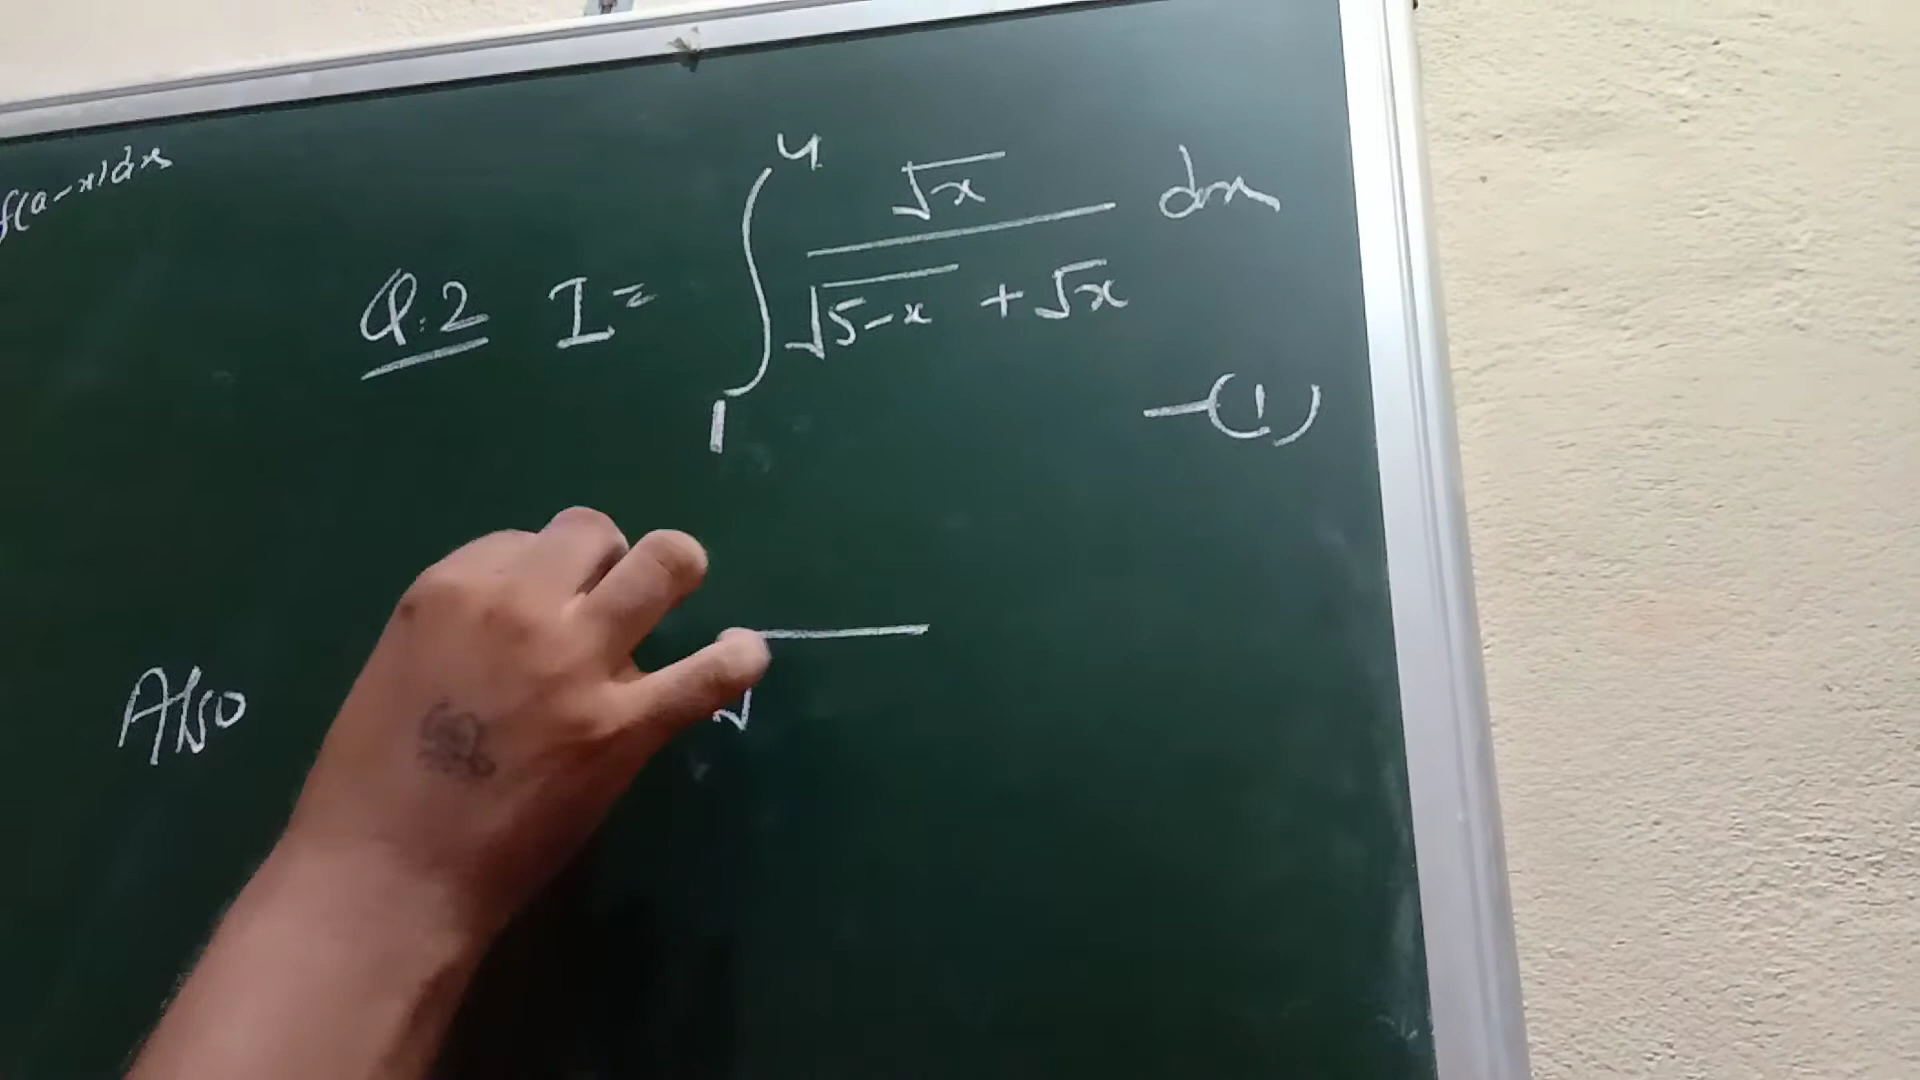 f(a-x)dx
Q.2 I = ∫₁⁴ √x / (√(5-x) + √x) dx
-(1)
Also √